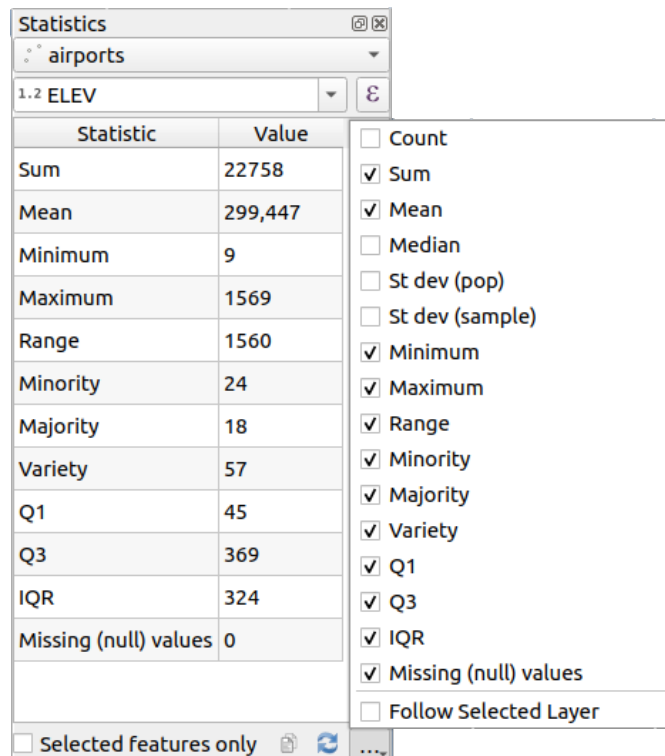 Statistics
airports
1.2 ELEV
ε
Statistic Value
Sum 22758
Mean 299,447
Minimum 9
Maximum 1569
Range 1560
Minority 24
Majority 18
Variety 57
Q1 45
Q3 369
IQR 324
Missing (null) values 0
Selected features only
...
Count
Sum
Mean
Median
St dev (pop)
St dev (sample)
Minimum
Maximum
Range
Minority
Majority
Variety
Q1
Q3
IQR
Missing (null) values
Follow Selected Layer